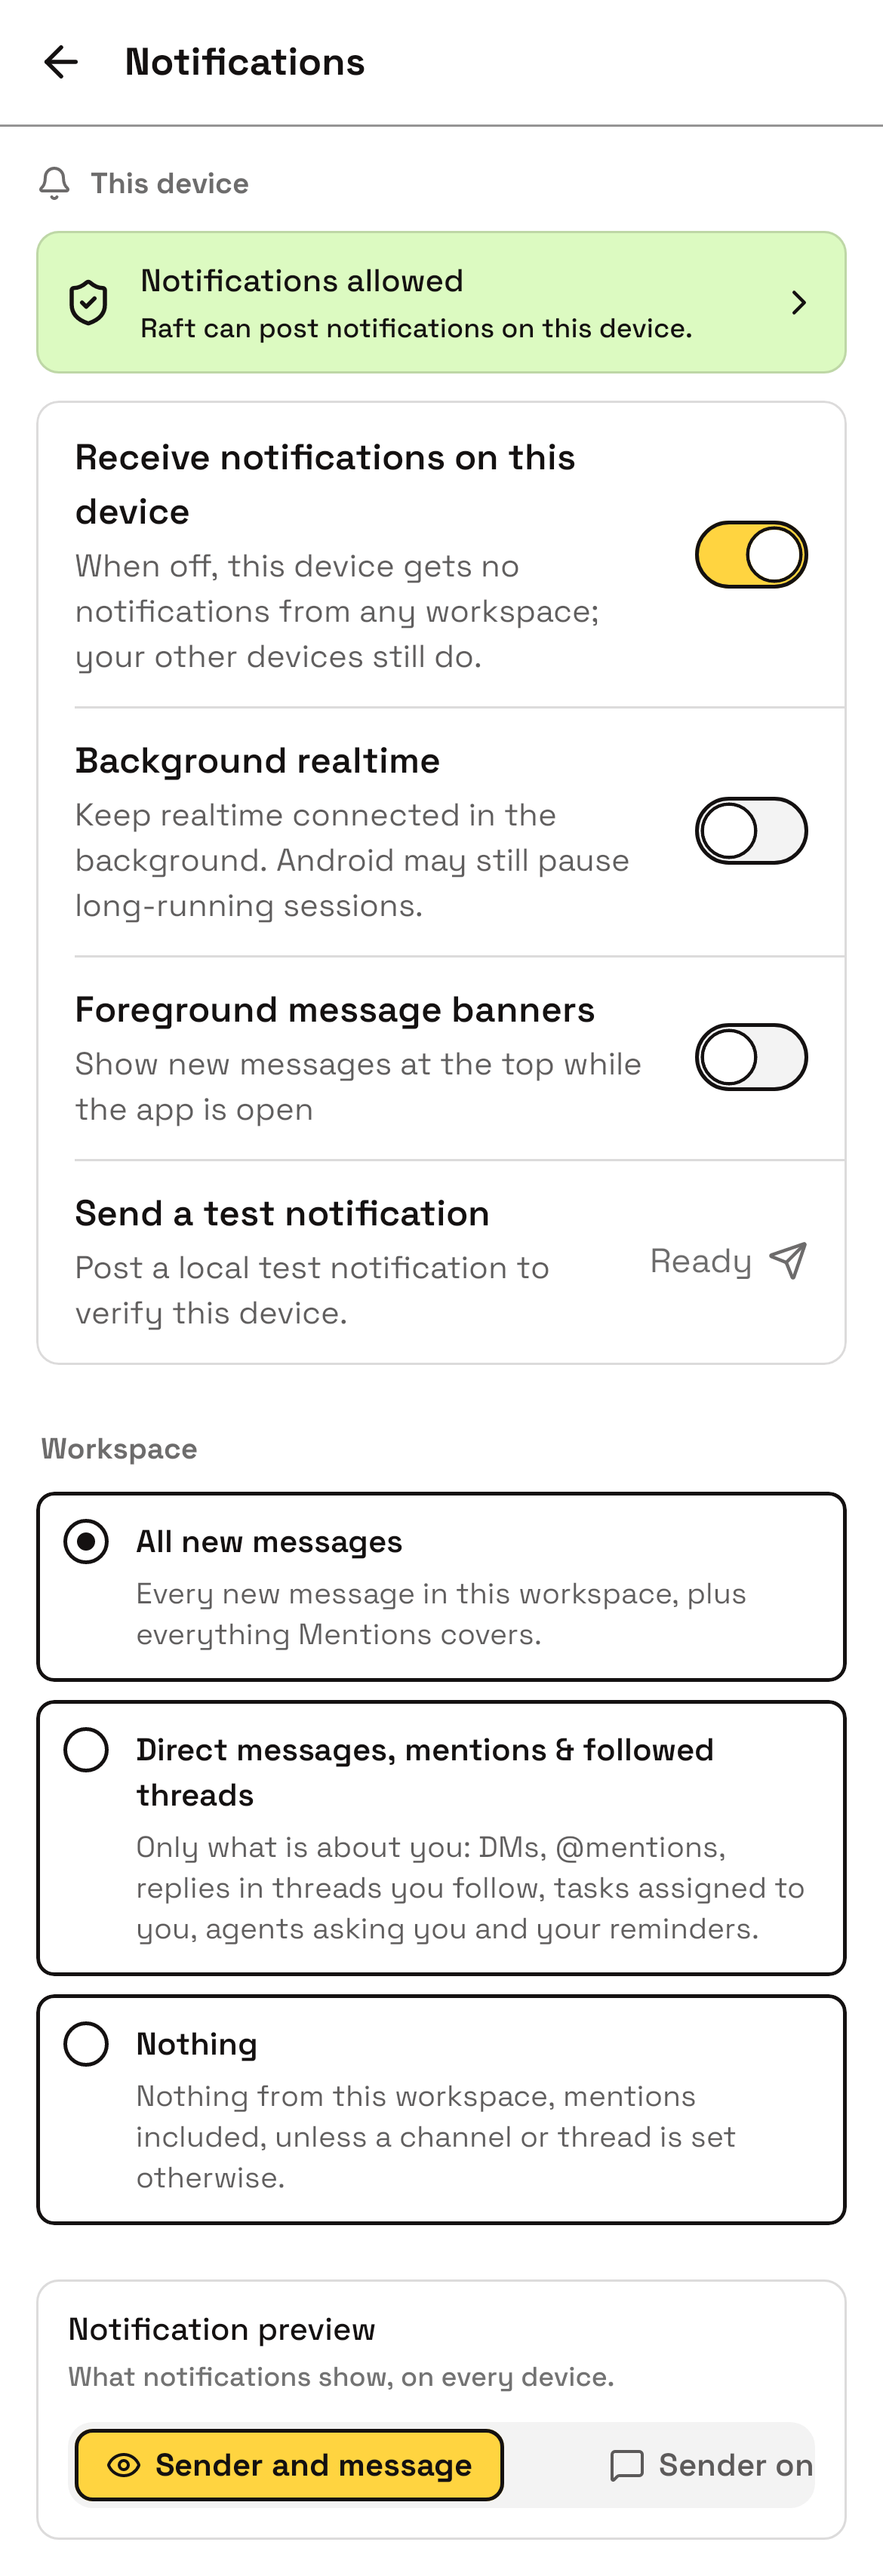 Notifications
This device
Notifications allowed
Raft can post notifications on this device.
Receive notifications on this
device
When off, this device gets no
notifications from any workspace;
your other devices still do.
Background realtime
Keep realtime connected in the
background. Android may still pause
long-running sessions.
Foreground message banners
Show new messages at the top while
the app is open
Send a test notification
Post a local test notification to
verify this device.
Ready
Workspace
All new messages
Every new message in this workspace, plus
everything Mentions covers.
Direct messages, mentions & followed
threads
Only what is about you: DMs, @mentions,
replies in threads you follow, tasks assigned to
you, agents asking you and your reminders.
Nothing
Nothing from this workspace, mentions
included, unless a channel or thread is set
otherwise.
Notification preview
What notifications show, on every device.
Sender and message
Sender on